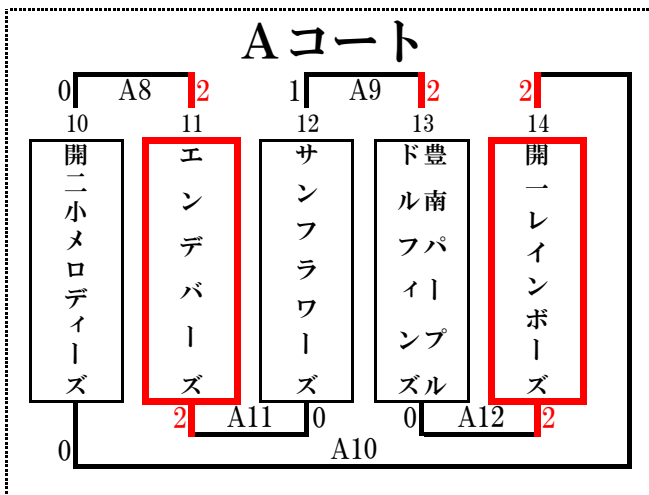 Aコート
0 A8 2 1 A9 2 2
10 11 12 13 14
開二小メロディーズ
エンデバーズ
サンフラワーズ
豊南パープル
ドルフィンズ
開一レインボーズ
2 A11 0 0 A12 2
0 A10